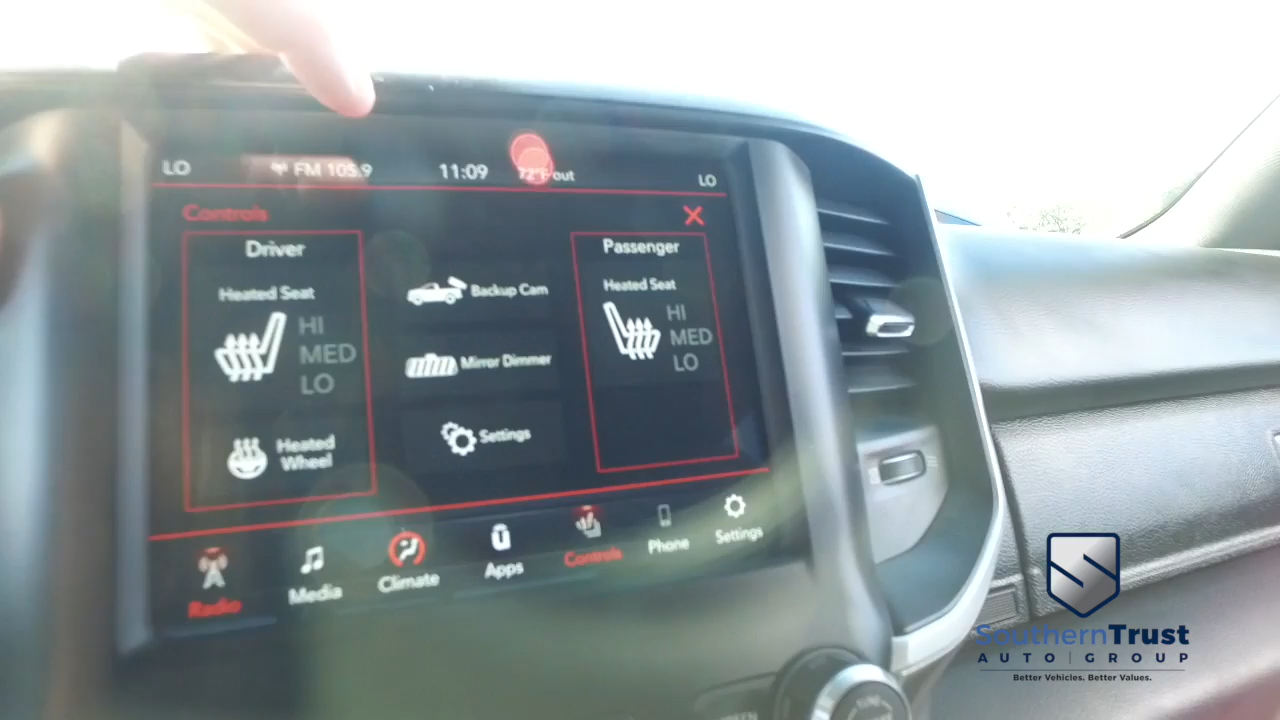 LO
FM 105.9
11:09
72°F out
LO
Controls
Driver
Passenger
Heated Seat
HI
MED
LO
Heated
Wheel
Backup Cam
Mirror Dimmer
Settings
Heated Seat
HI
MED
LO
Radio
Media
Climate
Apps
Controls
Phone
Settings
SouthernTrust
AUTO | GROUP
Better Vehicles. Better Values.